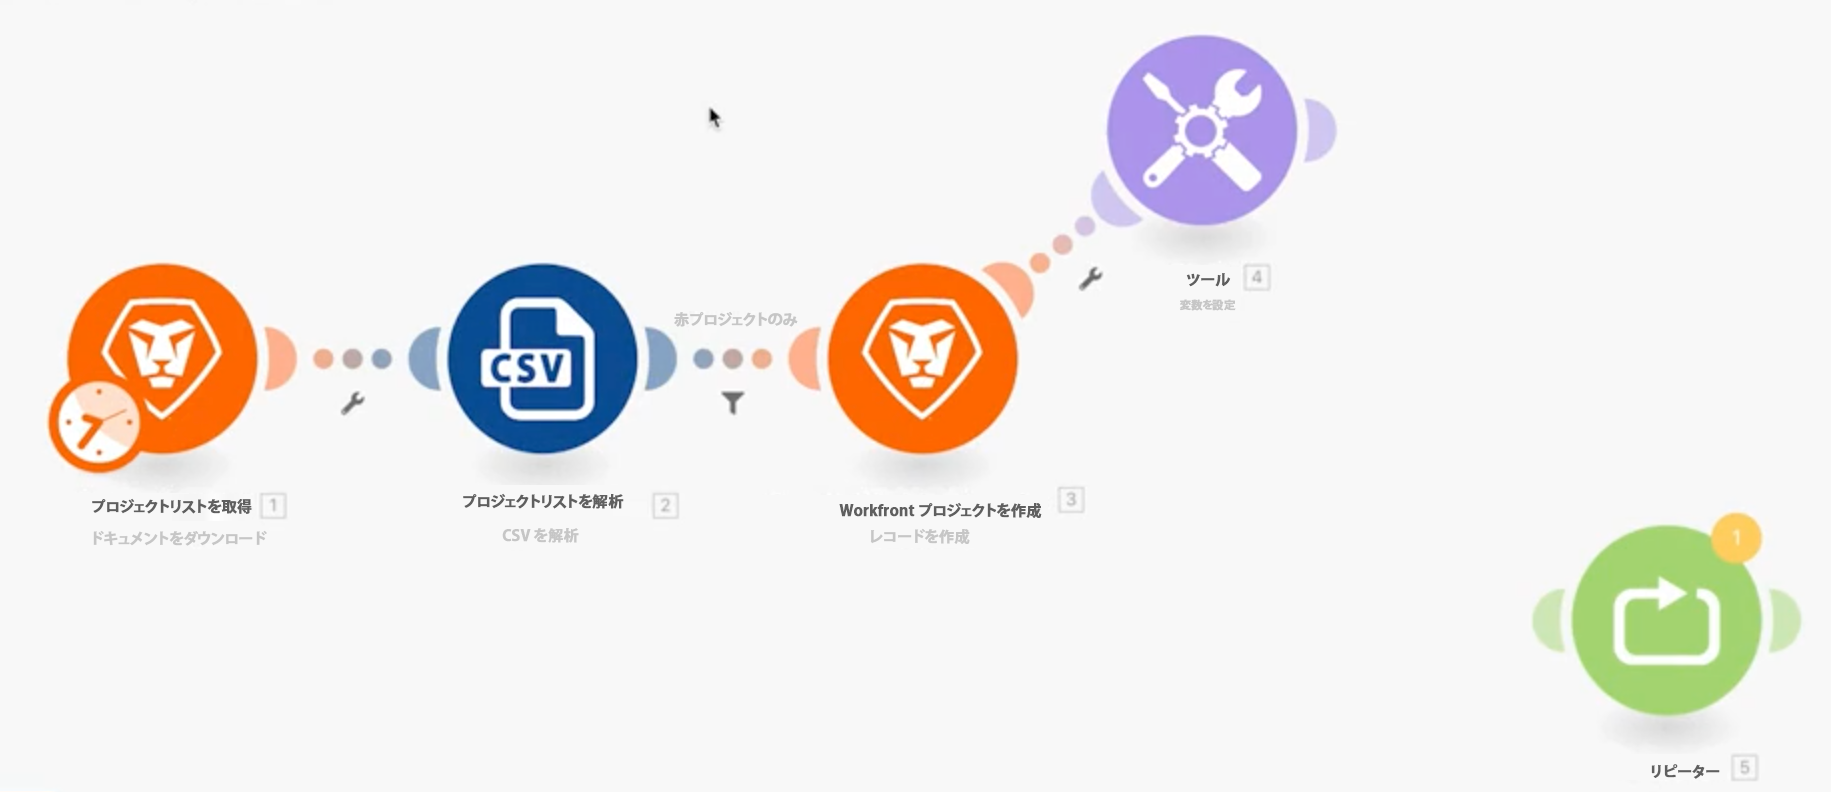 プロジェクトリストを取得 1
ドキュメントをダウンロード
CSV
プロジェクトリストを解析 2
CSV を解析
赤プロジェクトのみ
Workfront プロジェクトを作成 3
レコードを作成
ツール 4
変数を設定
1
リピーター 5